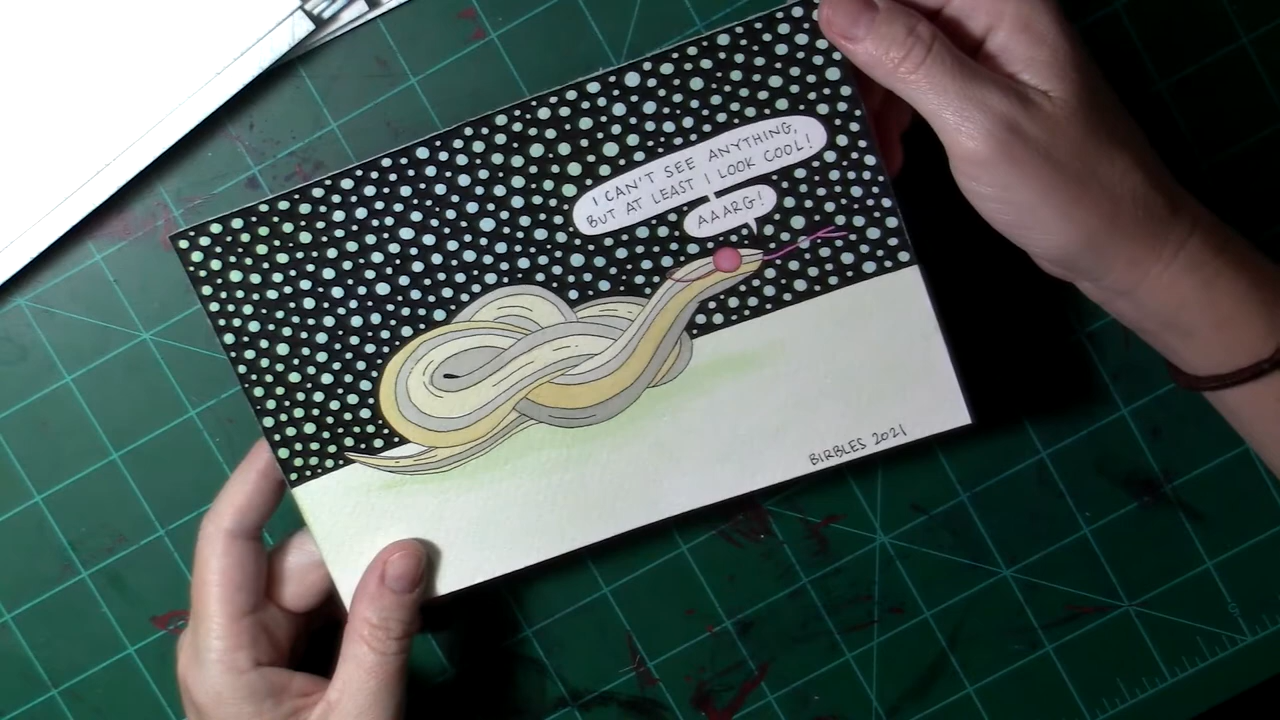 I CAN'T SEE ANYTHING,
BUT AT LEAST I LOOK COOL!
AAARG!
BIRBLES 2021